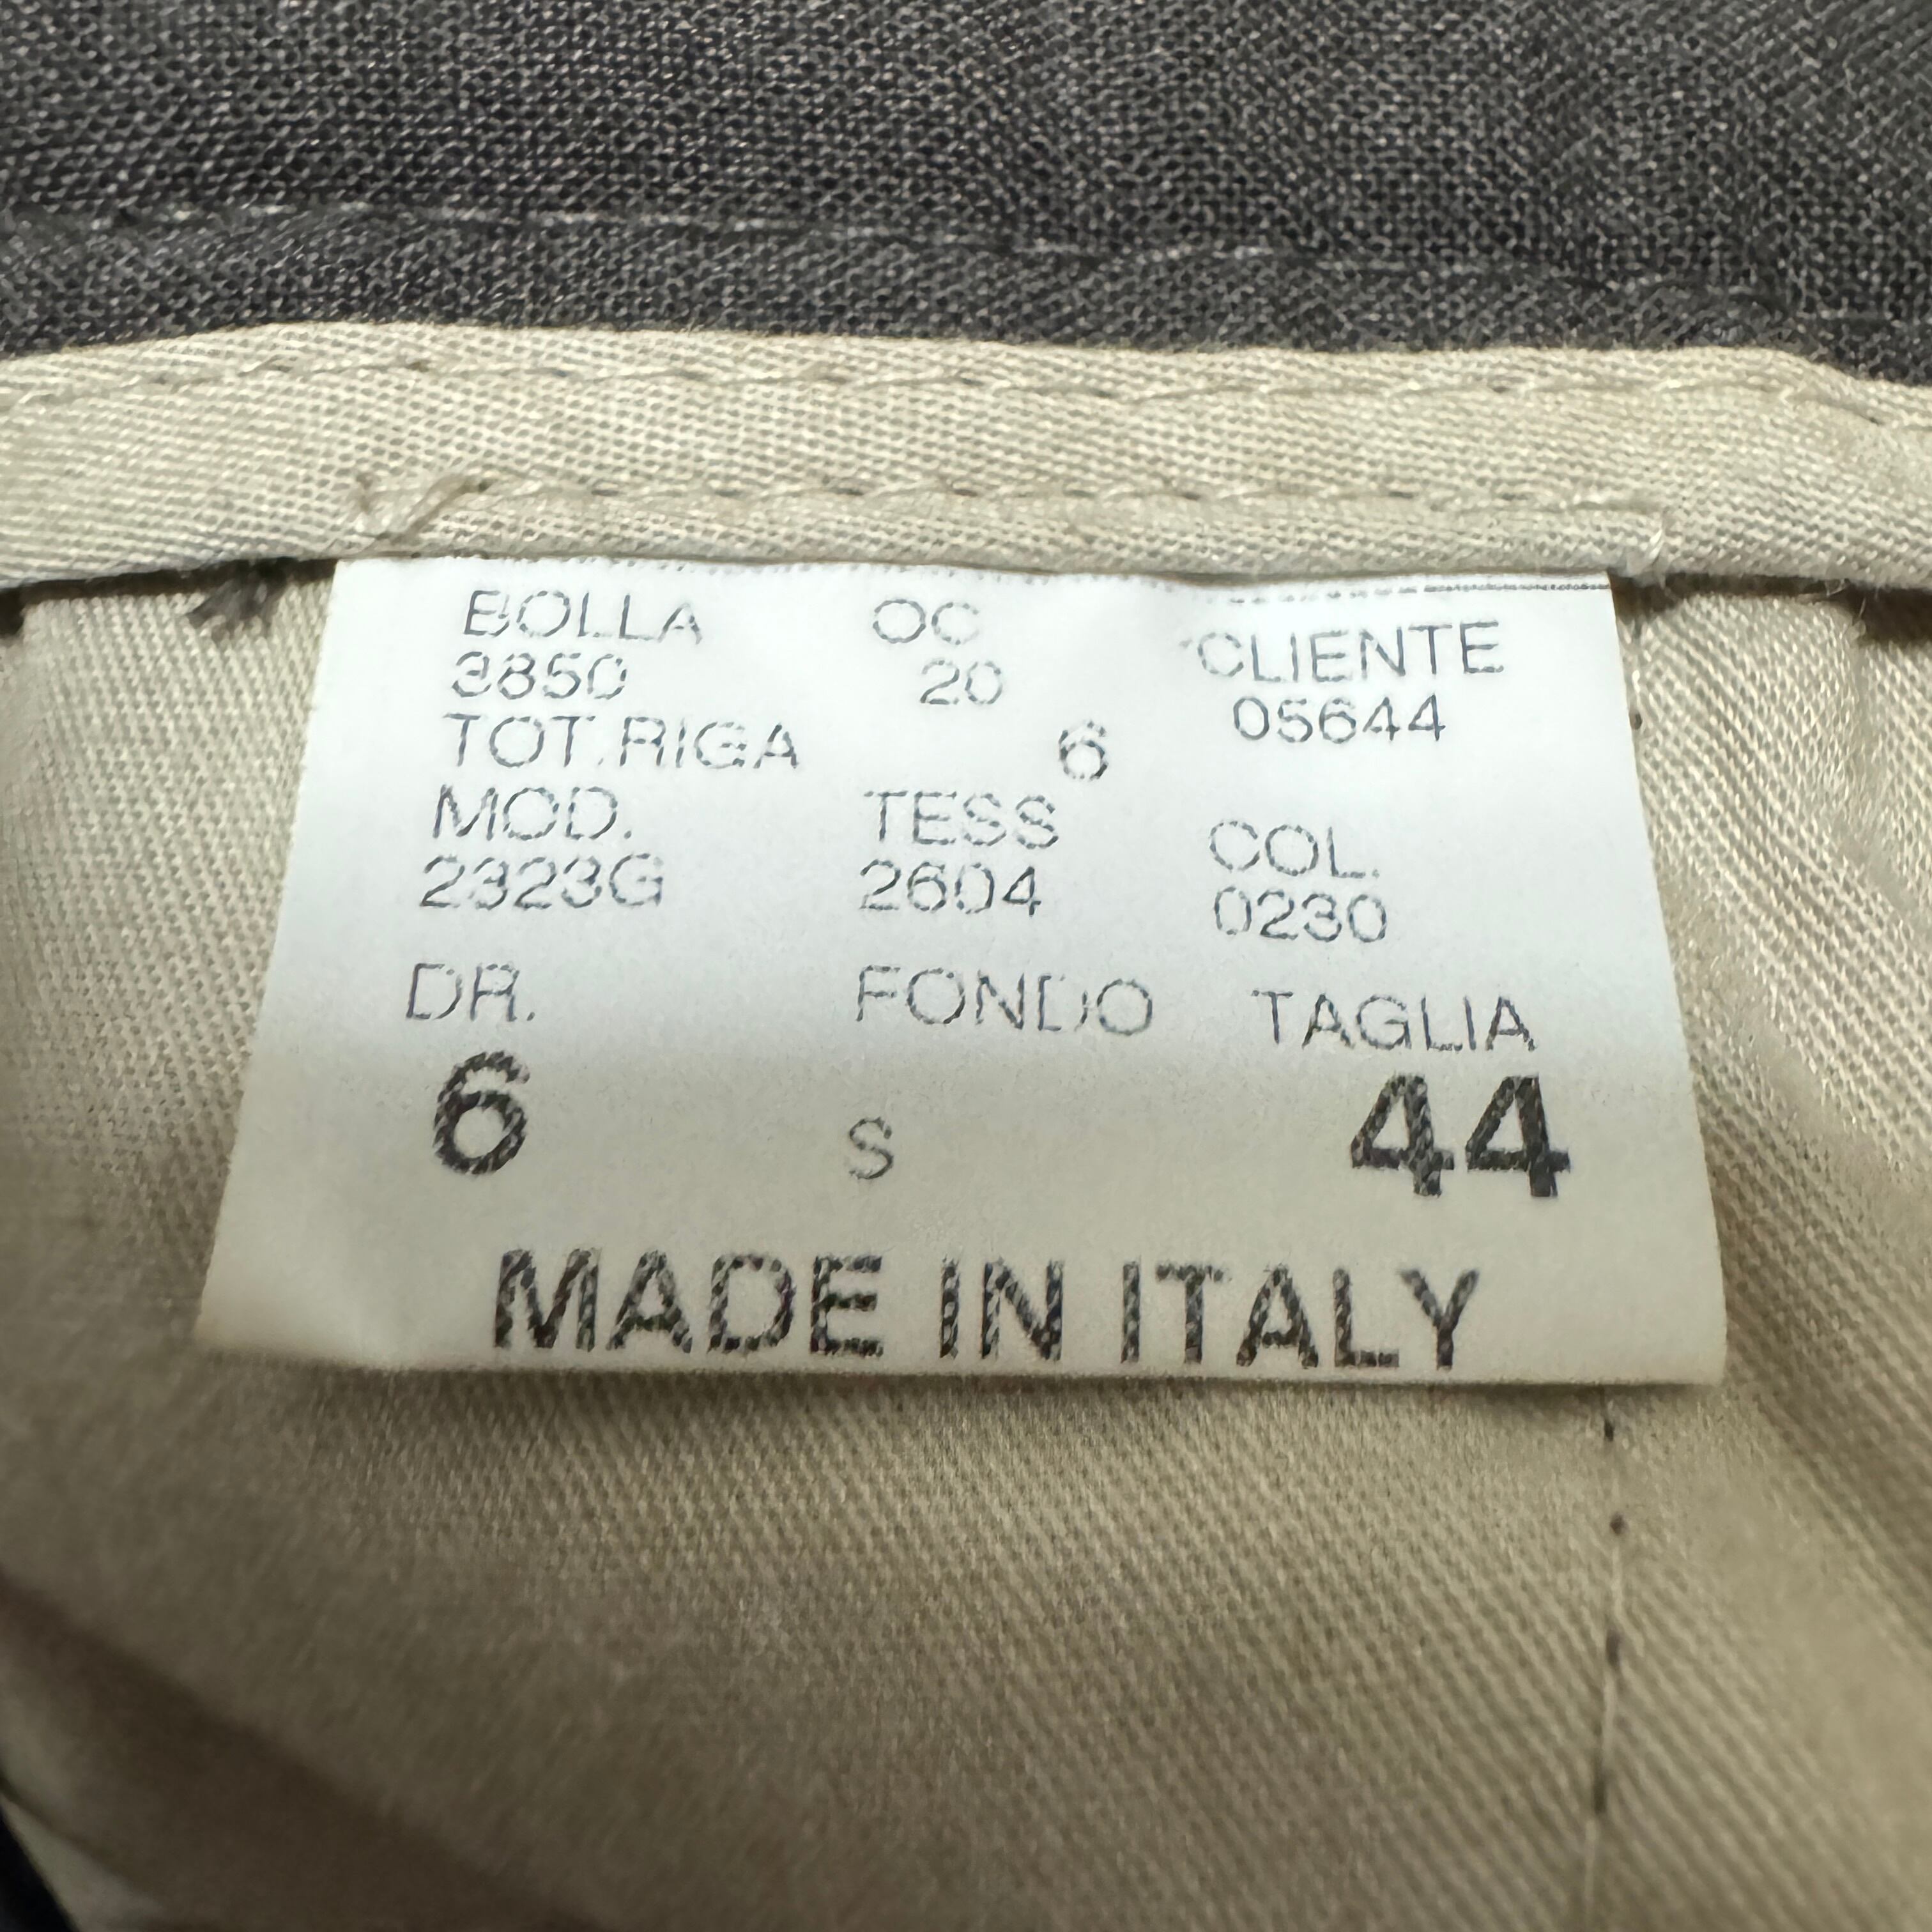 BOLLA OC CLIENTE
3850 20 05644
TOT.RIGA 6
MOD. TESS COL.
2323G 2604 0230
DR. FONDO TAGLIA
6 S 44
MADE IN ITALY